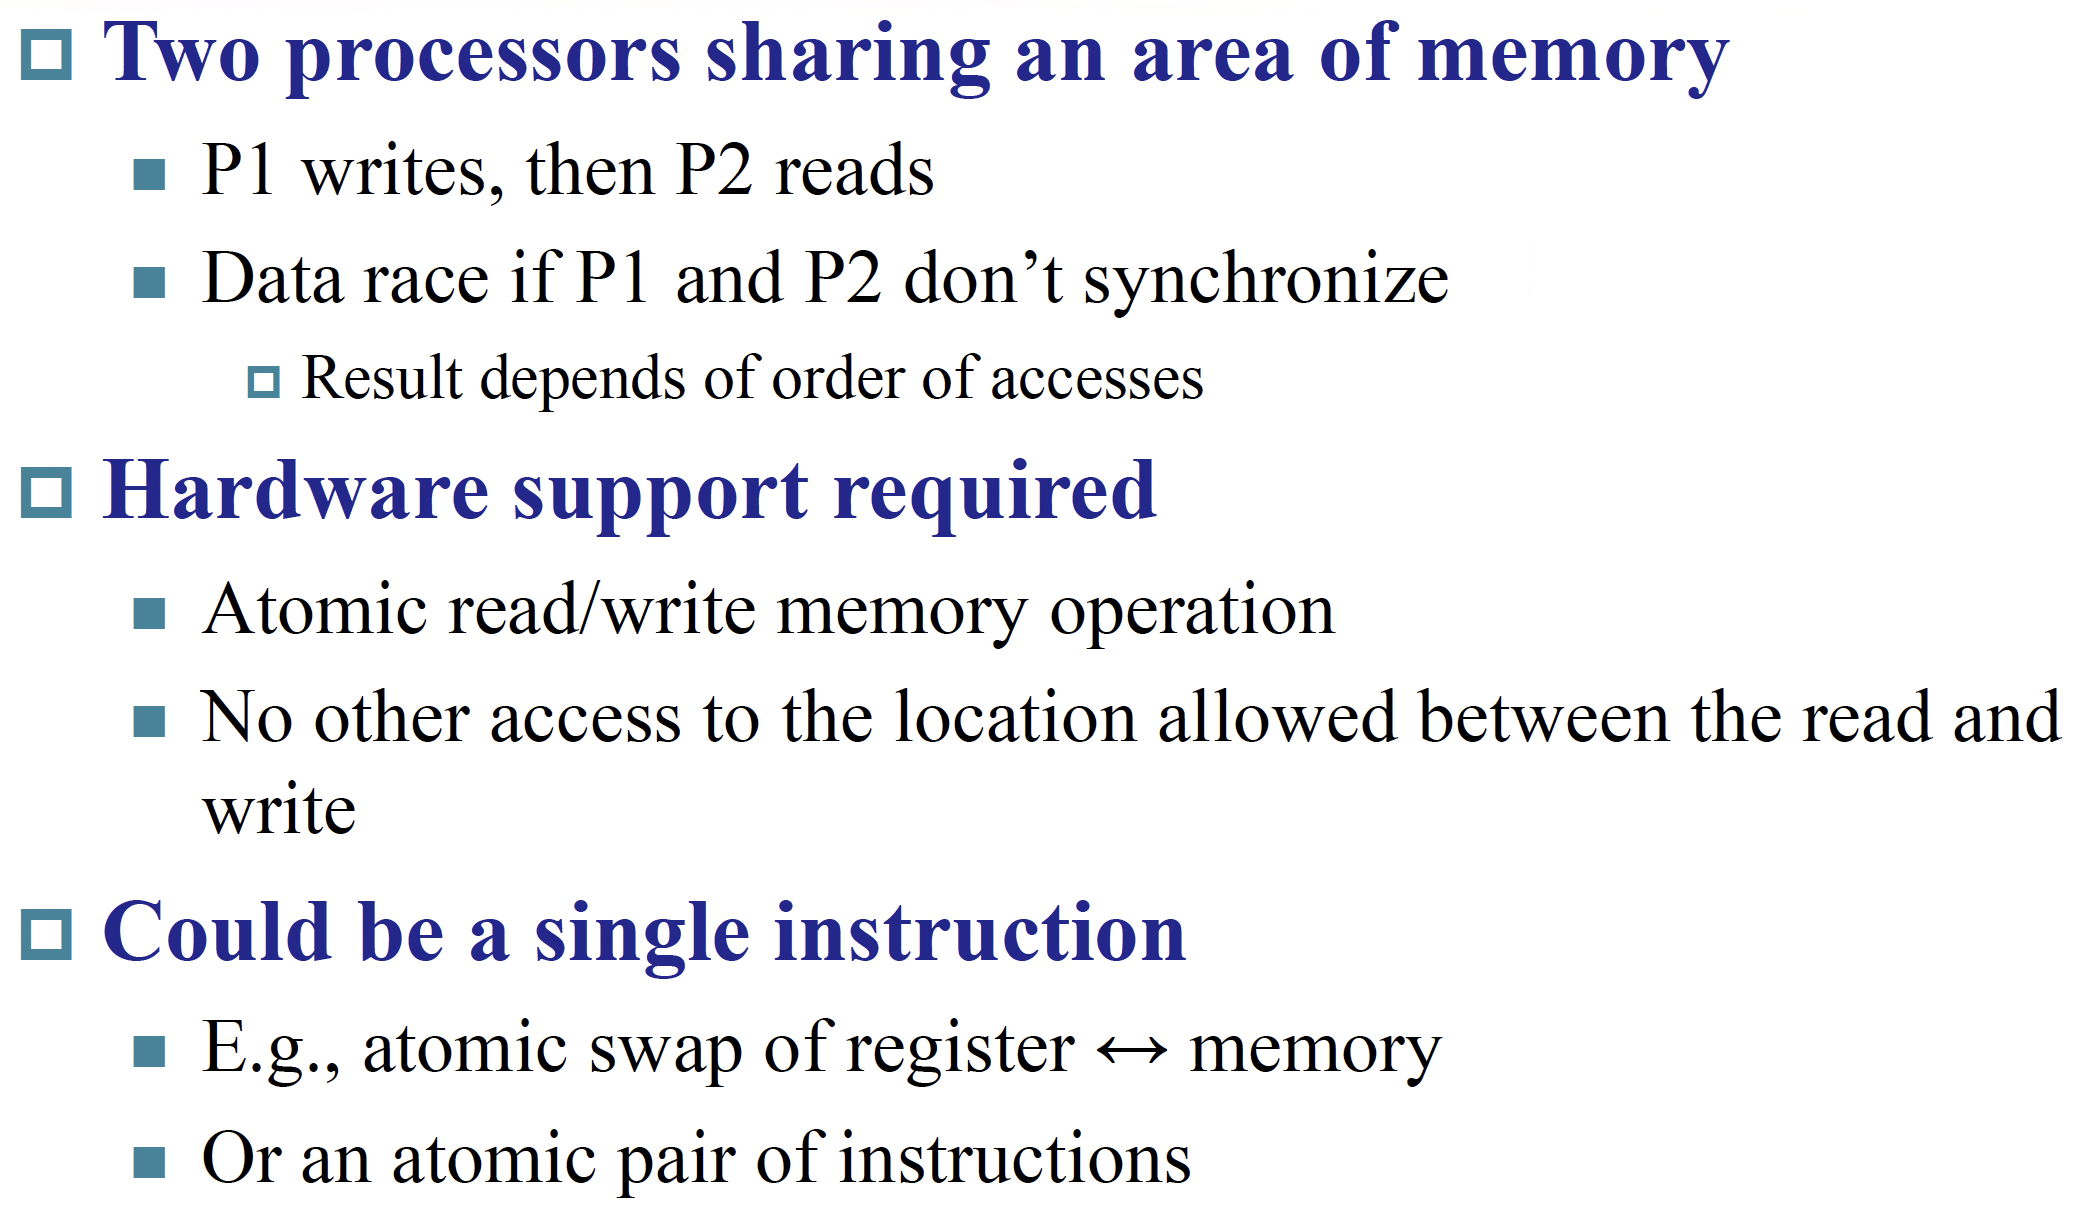 Two processors sharing an area of memory
P1 writes, then P2 reads
Data race if P1 and P2 don’t synchronize
Result depends of order of accesses
Hardware support required
Atomic read/write memory operation
No other access to the location allowed between the read and
write
Could be a single instruction
E.g., atomic swap of register ↔ memory
Or an atomic pair of instructions